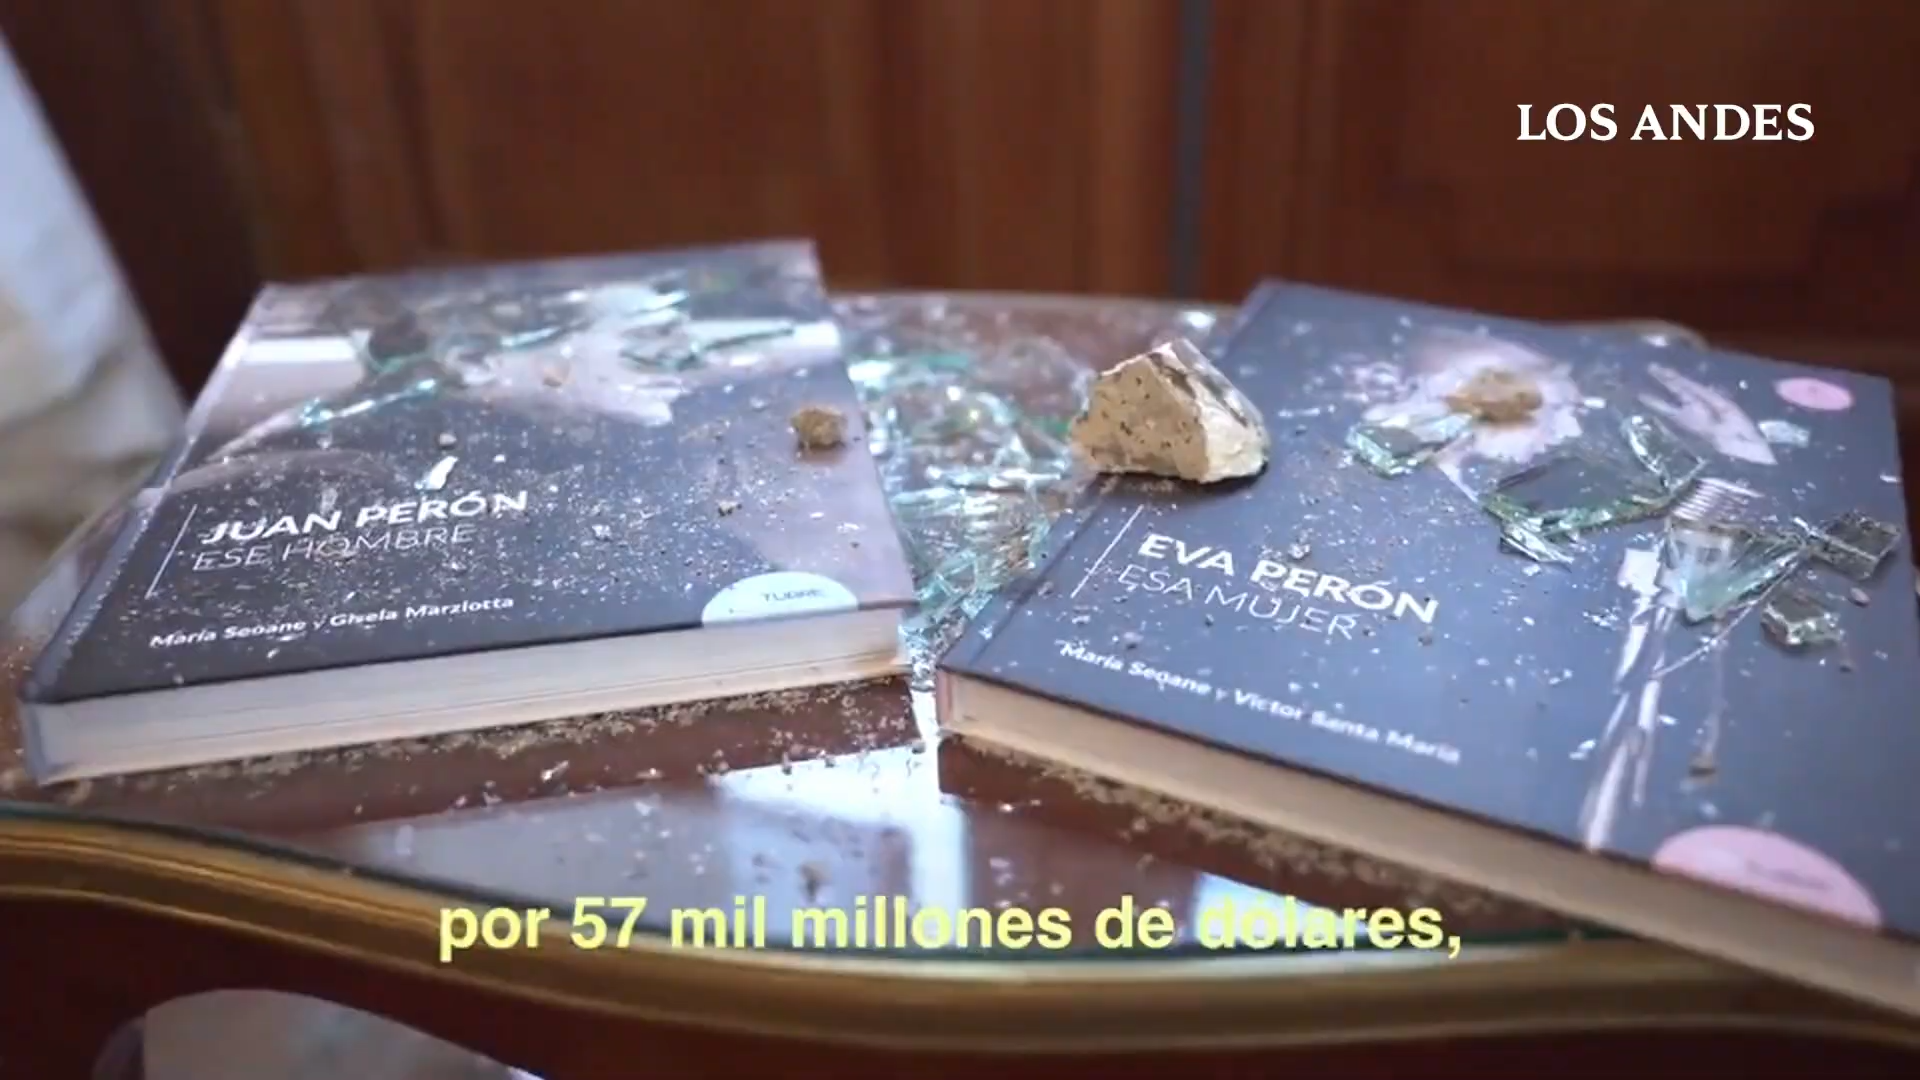 LOS ANDES
JUAN PERÓN
ESE HOMBRE
María Seoane y Gisela Marziotta
EVA PERÓN
ESA MUJER
María Seoane y Víctor Santa María
por 57 mil millones de dólares,